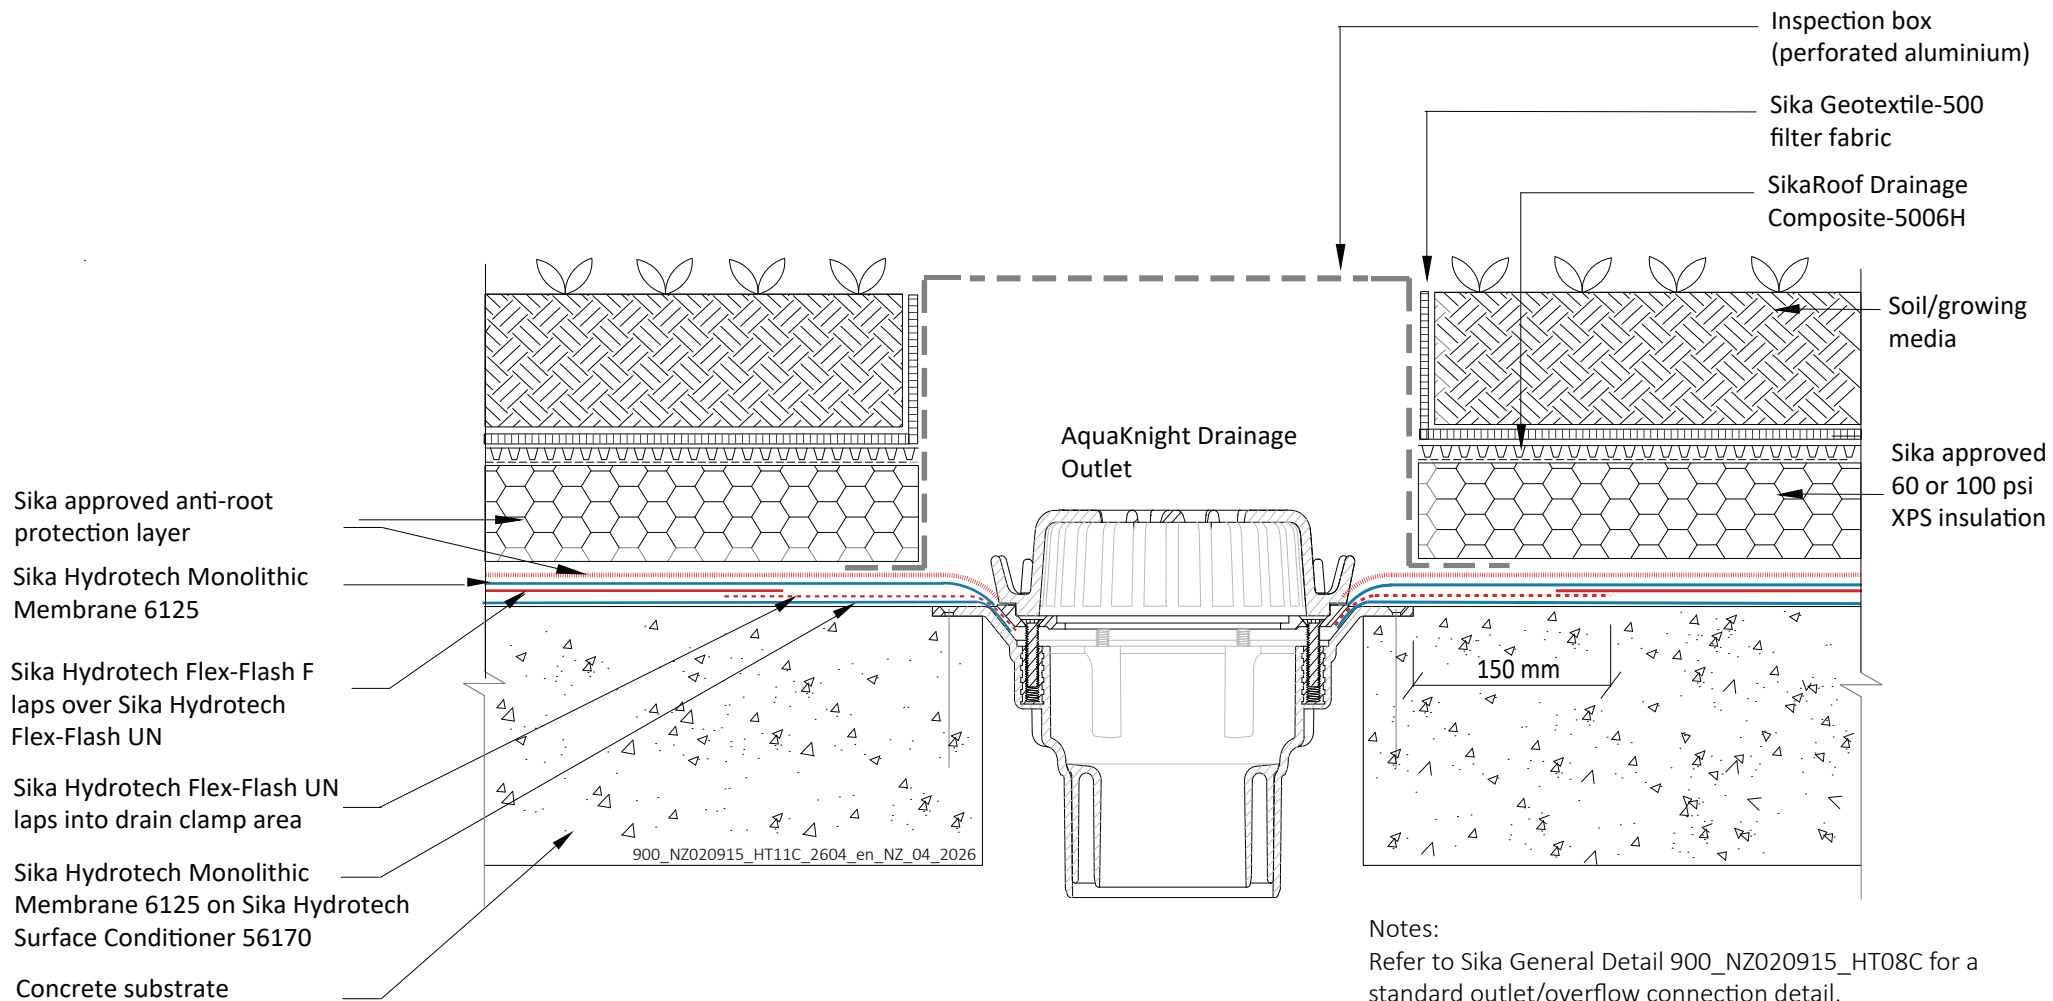 Inspection box
(perforated aluminium)
Sika Geotextile-500
filter fabric
SikaRoof Drainage
Composite-5006H
Soil/growing
media
AquaKnight Drainage
Outlet
Sika approved
60 or 100 psi
XPS insulation
Sika approved anti-root
protection layer
Sika Hydrotech Monolithic
Membrane 6125
Sika Hydrotech Flex-Flash F
laps over Sika Hydrotech
Flex-Flash UN
150 mm
Sika Hydrotech Flex-Flash UN
laps into drain clamp area
900_NZ020915_HT11C_2604_en_NZ_04_2026
Sika Hydrotech Monolithic
Membrane 6125 on Sika Hydrotech
Surface Conditioner 56170
Concrete substrate
Notes:
Refer to Sika General Detail 900_NZ020915_HT08C for a
standard outlet/overflow connection detail.